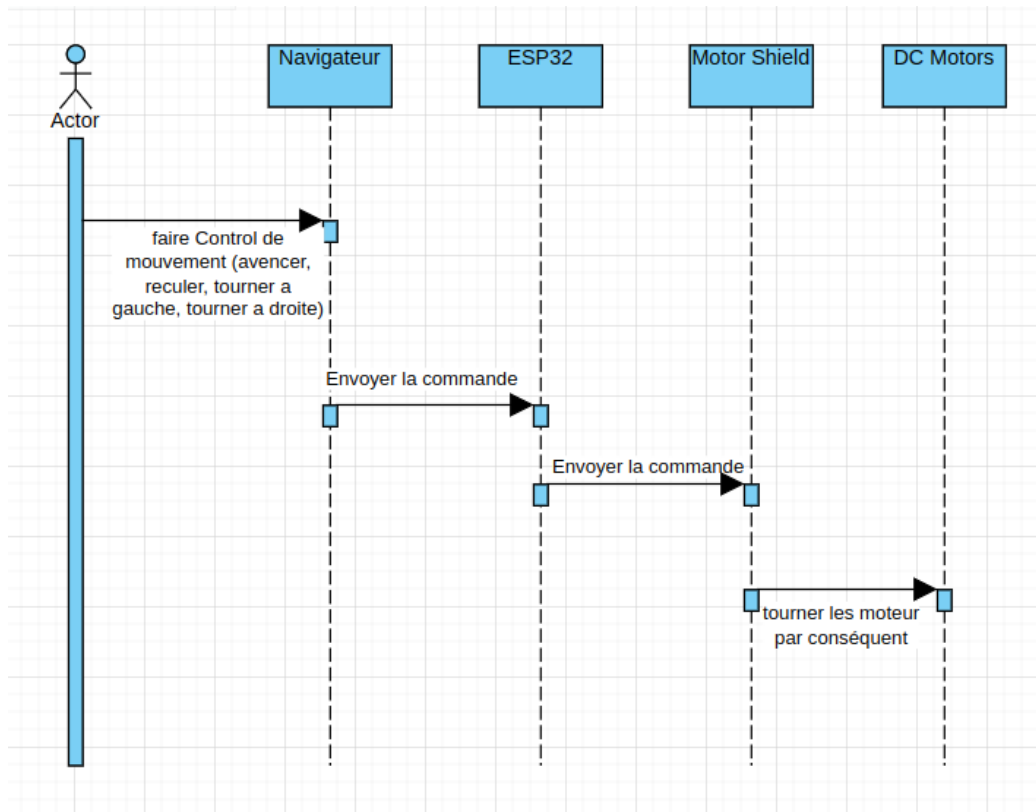 Navigateur
ESP32
Motor Shield
DC Motors
Actor
faire Control de
mouvement (avencer,
reculer, tourner a
gauche, tourner a droite)
Envoyer la commande
Envoyer la commande
tourner les moteur
par conséquent